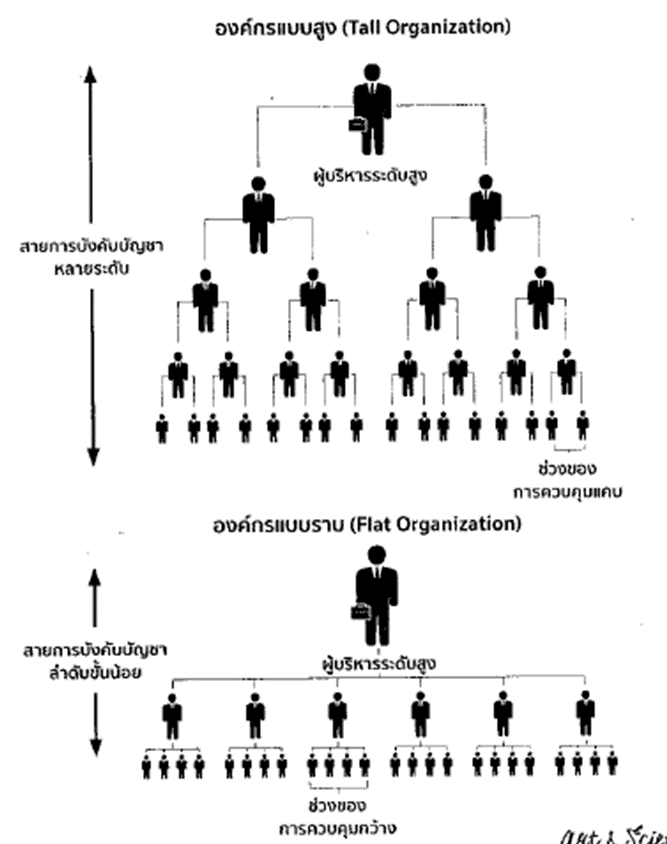 องค์กรแบบสูง (Tall Organization)
ผู้บริหารระดับสูง
สายการบังคับบัญชา
หลายระดับ
ช่วงของ
การควบคุมแคบ
องค์กรแบบราบ (Flat Organization)
สายการบังคับบัญชา
ลำดับชั้นน้อย
ผู้บริหารระดับสูง
ช่วงของ
การควบคุมกว้าง